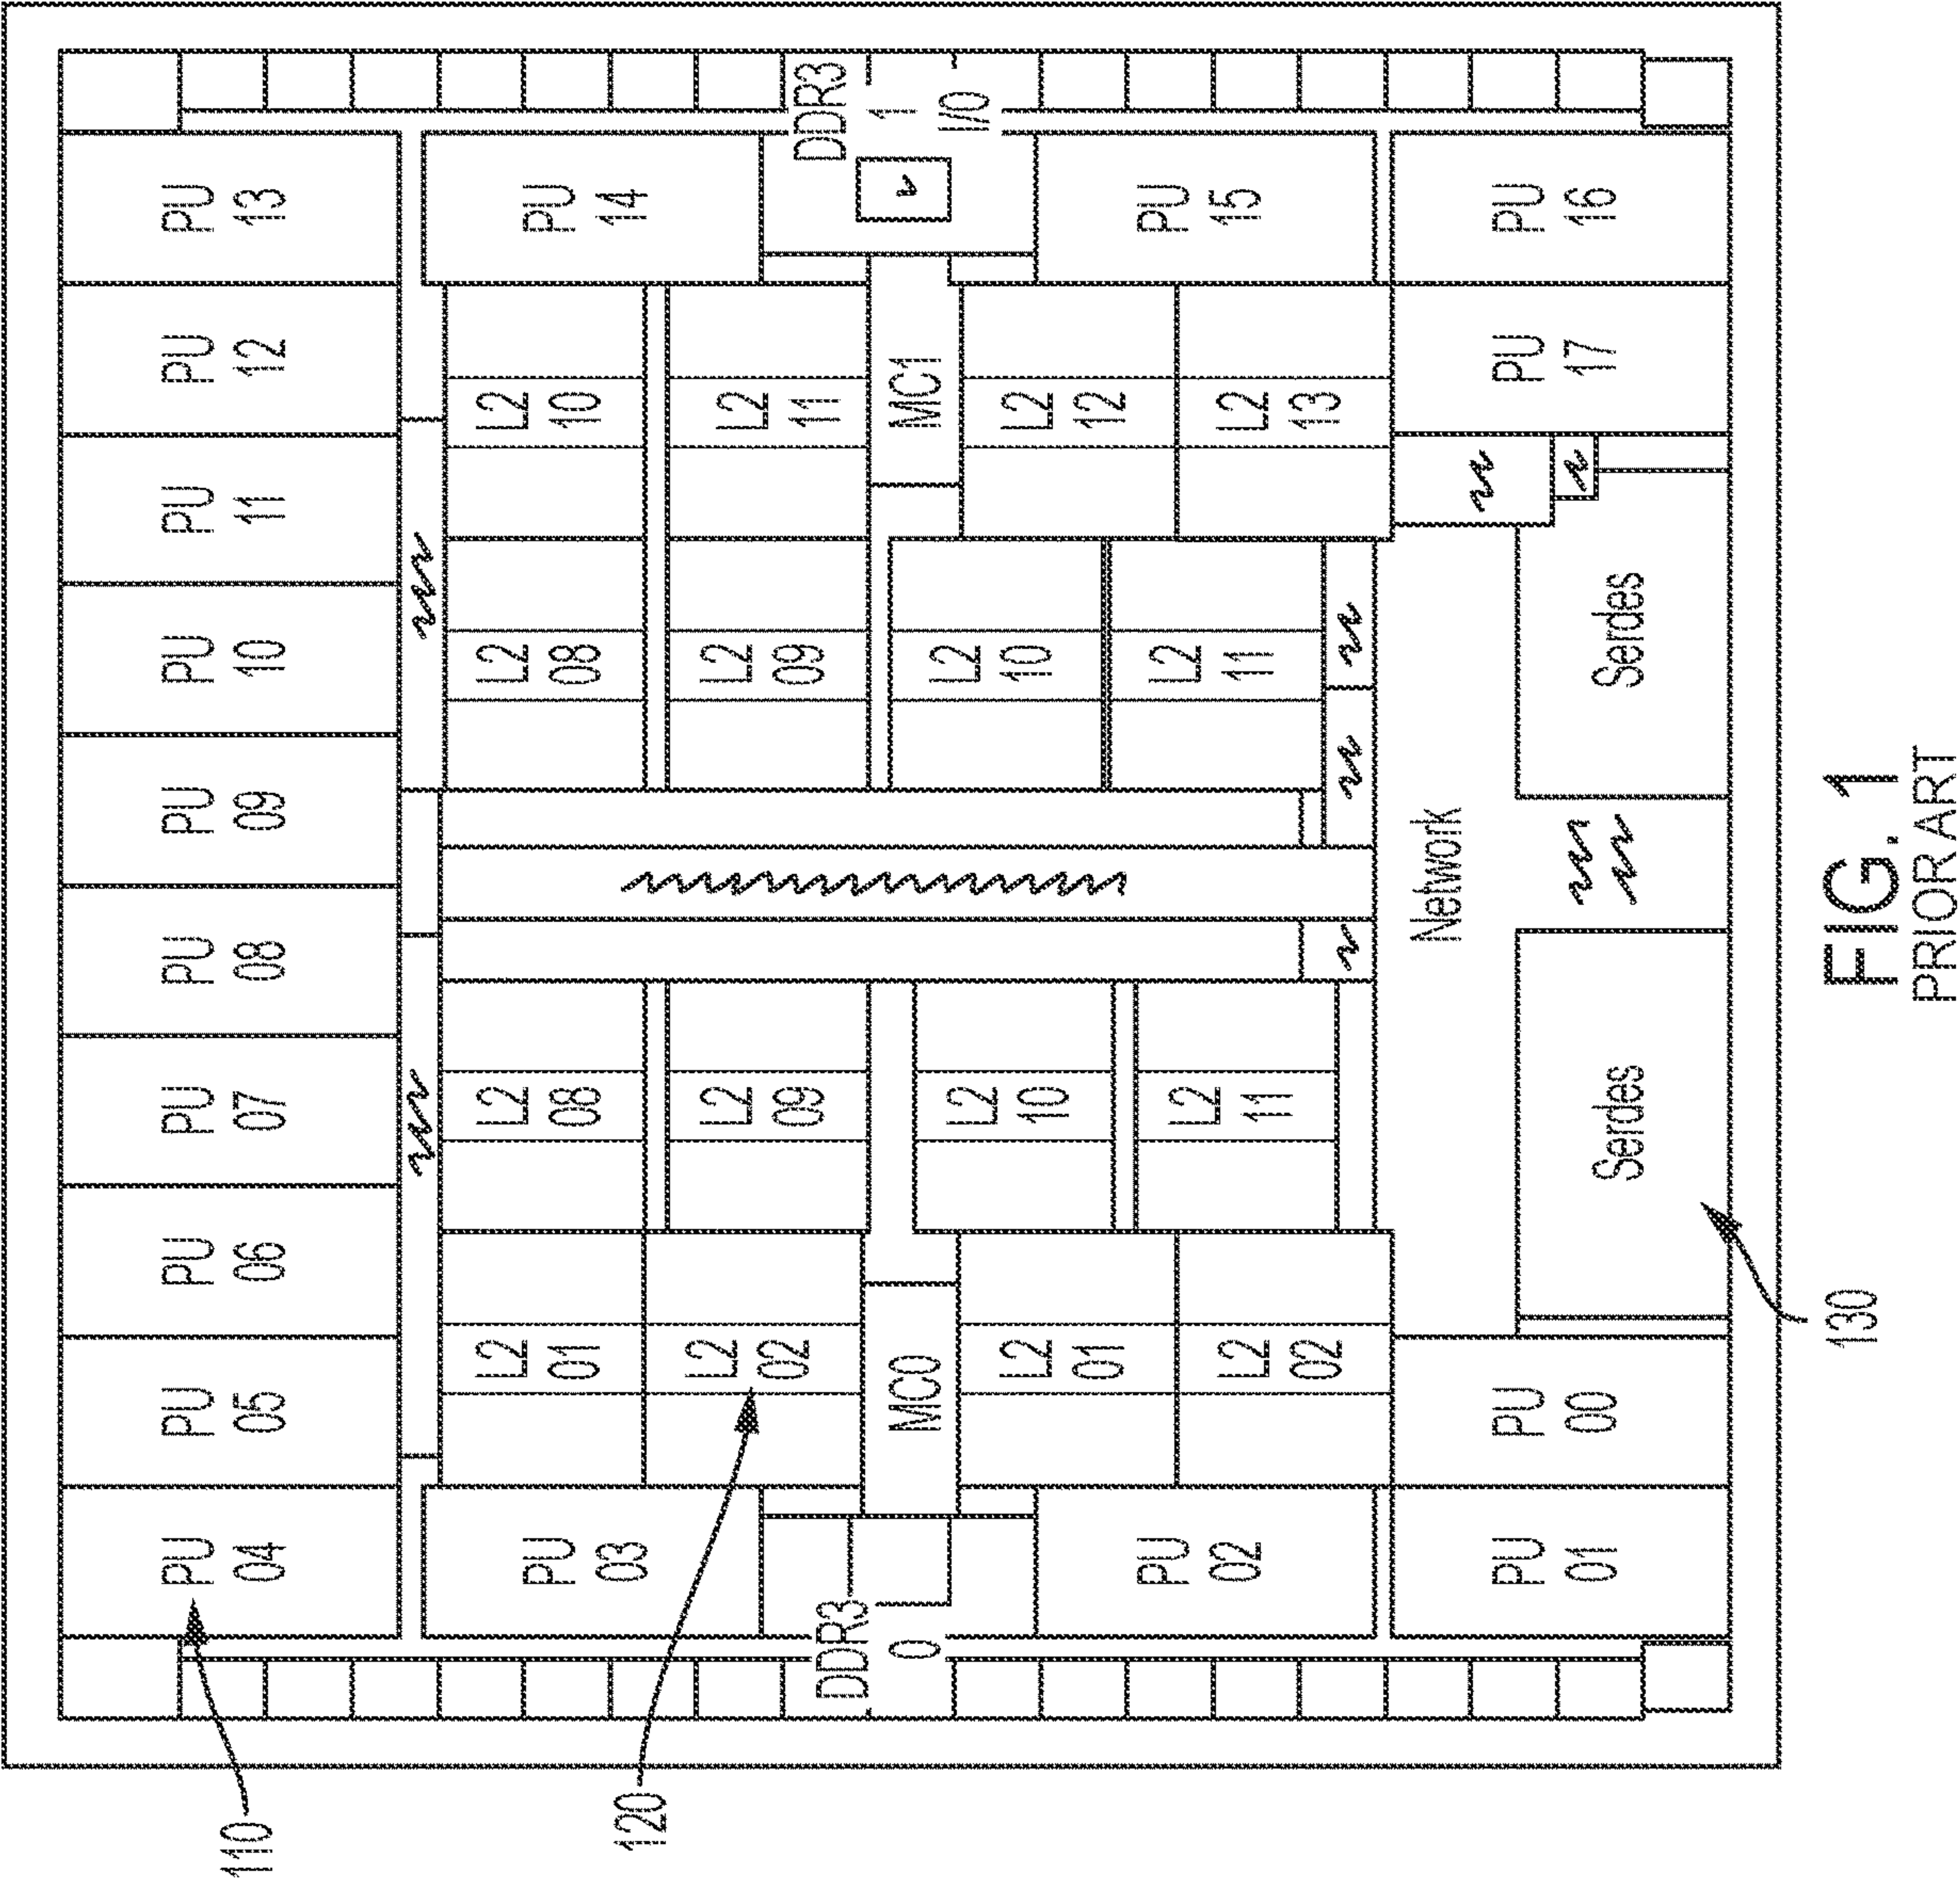 110
PU
04
PU
05
PU
06
PU
07
PU
08
PU
09
PU
10
PU
11
PU
12
PU
13
120
PU
03
L2
01
L2
08
L2
08
L2
10
PU
14
L2
02
L2
09
L2
09
L2
11
DDR3
0
MC0
MC1
DDR3
1
I/O
L2
01
L2
10
L2
10
L2
12
PU
02
L2
02
L2
11
L2
11
L2
13
PU
15
Network
PU
01
PU
00
Serdes
Serdes
PU
17
PU
16
130
FIG. 1
PRIOR ART